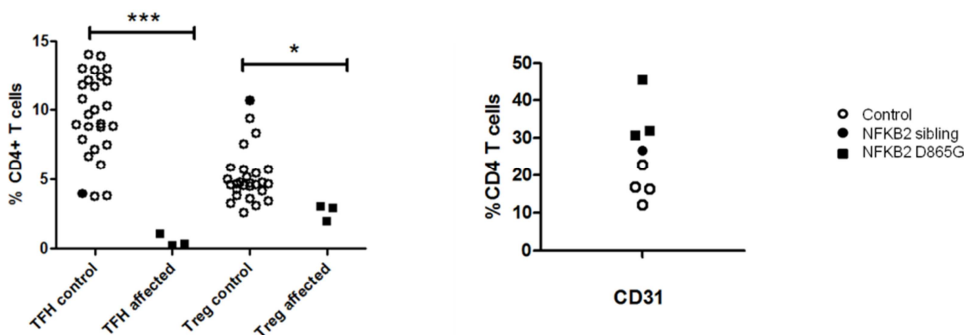 ***
*
15
10
5
0
% CD4+ T cells
TFH control
TFH affected
Treg control
Treg affected
50
40
30
20
10
0
%CD4 T cells
CD31
Control
NFKB2 sibling
NFKB2 D865G